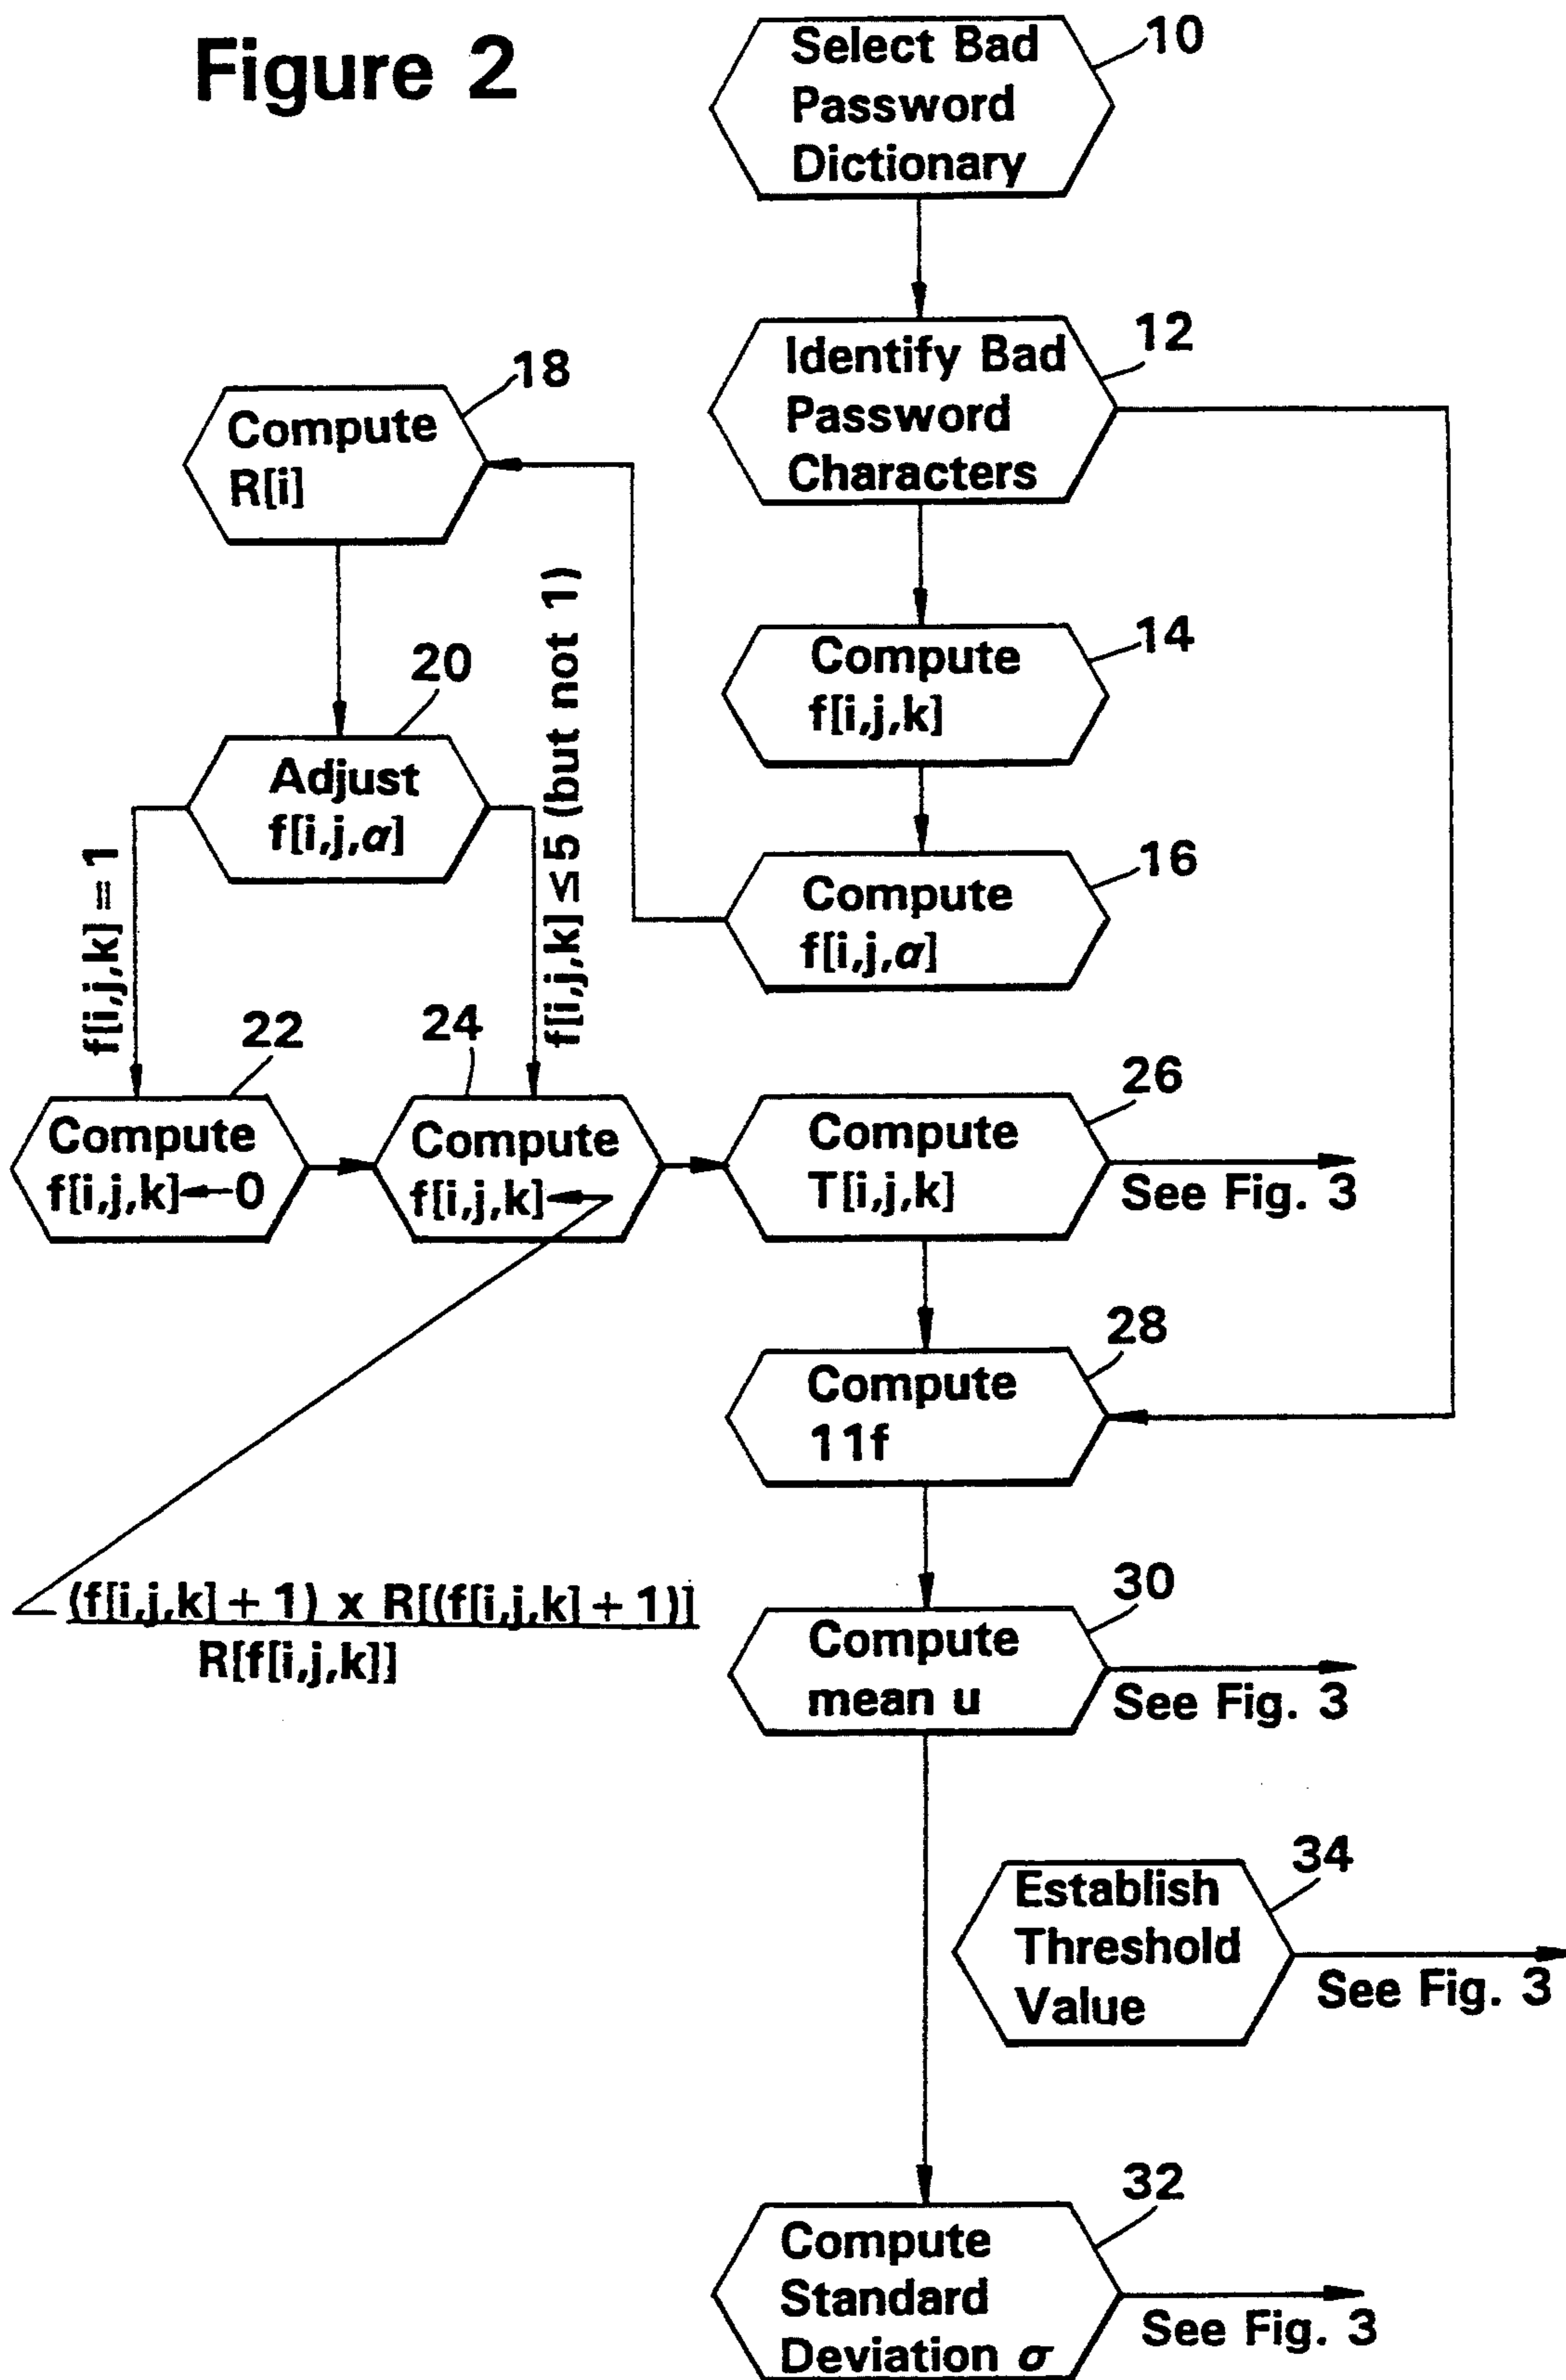 Figure 2
Select Bad
Password
Dictionary
10
Identify Bad
Password
Characters
12
Compute
f[i,j,k]
14
Compute
f[i,j,α]
16
Compute
R[i]
18
Adjust
f[i,j,α]
20
f[i,j,k] = 1
f[i,j,k] ≤ 5 (but not 1)
Compute
f[i,j,k]←0
22
Compute
f[i,j,k]←
24
(f[i,j,k] + 1) x R[(f[i,j,k] + 1)]
R[f[i,j,k]]
Compute
T[i,j,k]
26
See Fig. 3
Compute
11f
28
Compute
mean u
30
See Fig. 3
Establish
Threshold
Value
34
See Fig. 3
Compute
Standard
Deviation σ
32
See Fig. 3